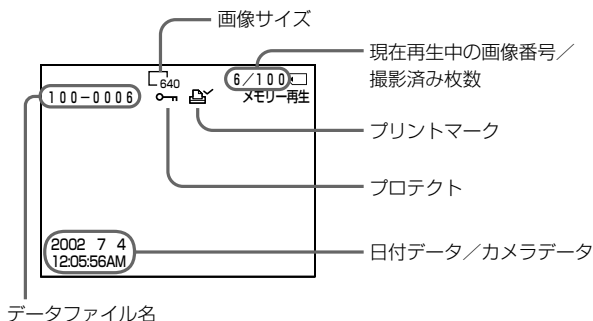 画像サイズ
現在再生中の画像番号／
撮影済み枚数
640
6／100
100−0006
メモリー再生
プリントマーク
プロテクト
2002 7 4
12:05:56AM
日付データ／カメラデータ
データファイル名